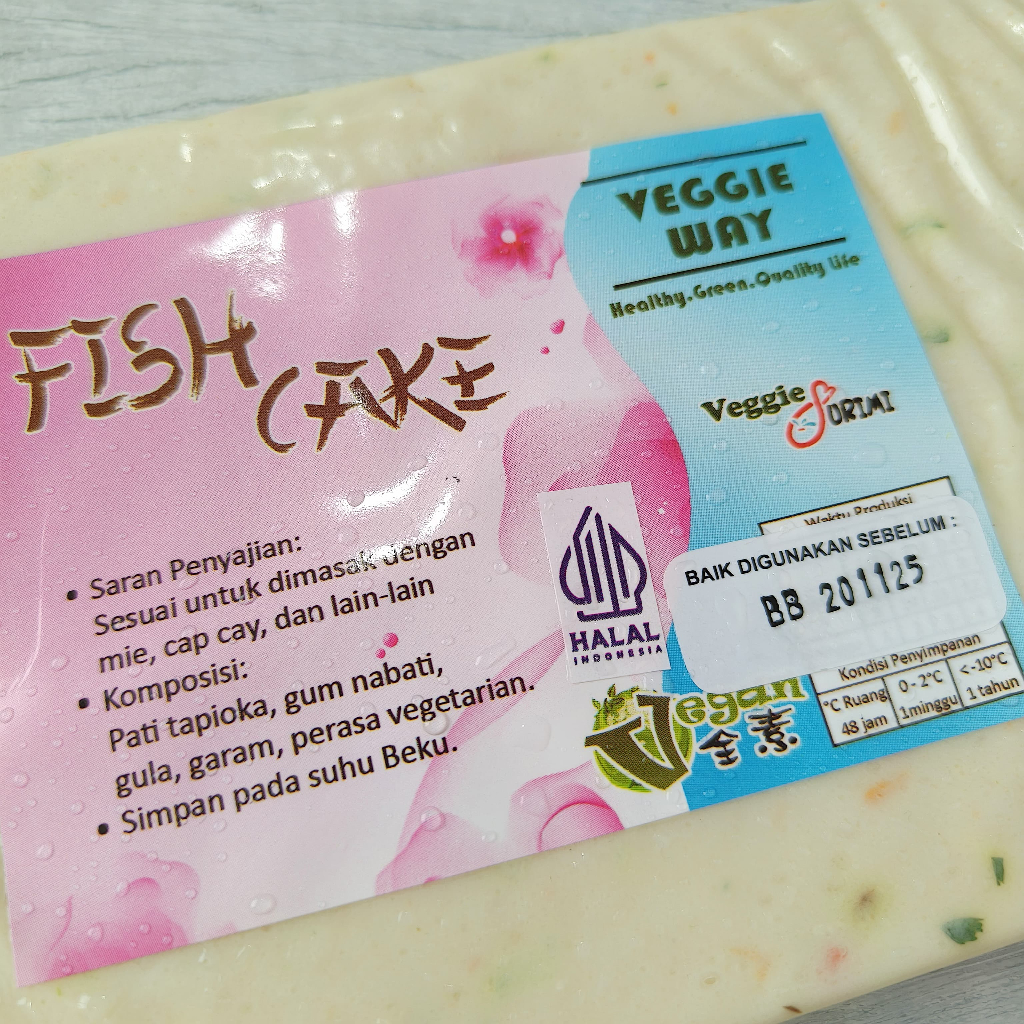 VEGGIE
WAY
Healthy.Green.Quality Life
FISH
CAKE
Veggie SURIMI
• Saran Penyajian:
Sesuai untuk dimasak dengan
mie, cap cay, dan lain-lain
• Komposisi:
Pati tapioka, gum nabati,
gula, garam, perasa vegetarian.
• Simpan pada suhu Beku.
HALAL
INDONESIA
Vegan
全素
Waktu Produksi
BAIK DIGUNAKAN SEBELUM :
BB 201125
Kondisi Penyimpanan
°C Ruang 0 - 2°C <-10°C
48 jam 1minggu 1 tahun